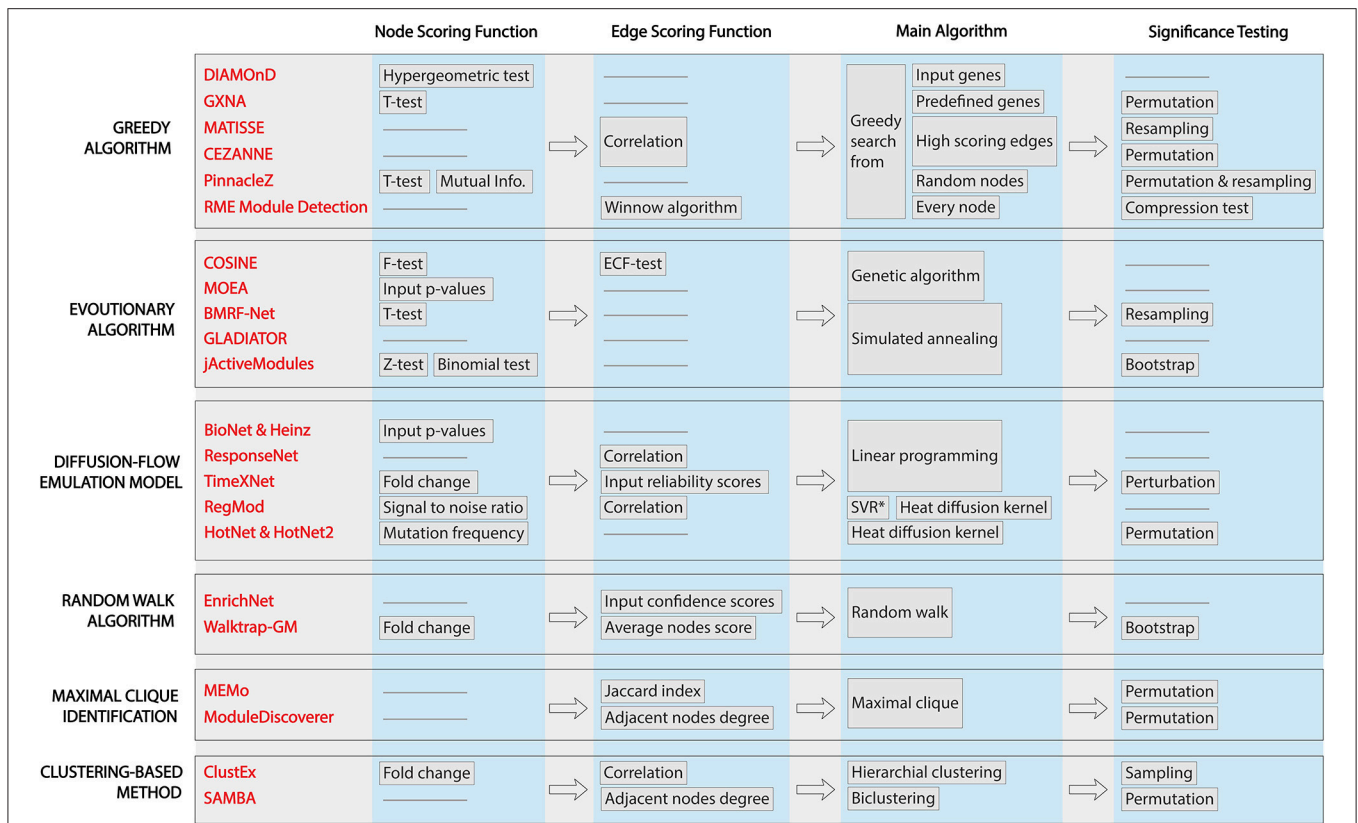 Node Scoring Function Edge Scoring Function Main Algorithm Significance Testing
GREEDY
ALGORITHM
DIAMOnD Hypergeometric test Input genes
GXNA T-test Predefined genes Permutation
MATISSE Resampling
CEZANNE Permutation
Correlation
Greedy
search
from
High scoring edges
PinnacleZ T-test Mutual Info. Random nodes Permutation & resampling
RME Module Detection Winnow algorithm Every node Compression test
EVOUTIONARY
ALGORITHM
COSINE F-test ECF-test
MOEA Input p-values
Genetic algorithm
BMRF-Net T-test Resampling
GLADIATOR
Simulated annealing
jActiveModules Z-test Binomial test Bootstrap
DIFFUSION-FLOW
EMULATION MODEL
BioNet & Heinz Input p-values
ResponseNet Correlation Linear programming
TimeXNet Fold change Input reliability scores Perturbation
RegMod Signal to noise ratio Correlation SVR* Heat diffusion kernel
HotNet & HotNet2 Mutation frequency Heat diffusion kernel Permutation
RANDOM WALK
ALGORITHM
EnrichNet Input confidence scores
Random walk
Walktrap-GM Fold change Average nodes score Bootstrap
MAXIMAL CLIQUE
IDENTIFICATION
MEMo Jaccard index Permutation
Maximal clique
ModuleDiscoverer Adjacent nodes degree Permutation
CLUSTERING-BASED
METHOD
ClustEx Fold change Correlation Hierarchial clustering Sampling
SAMBA Adjacent nodes degree Biclustering Permutation